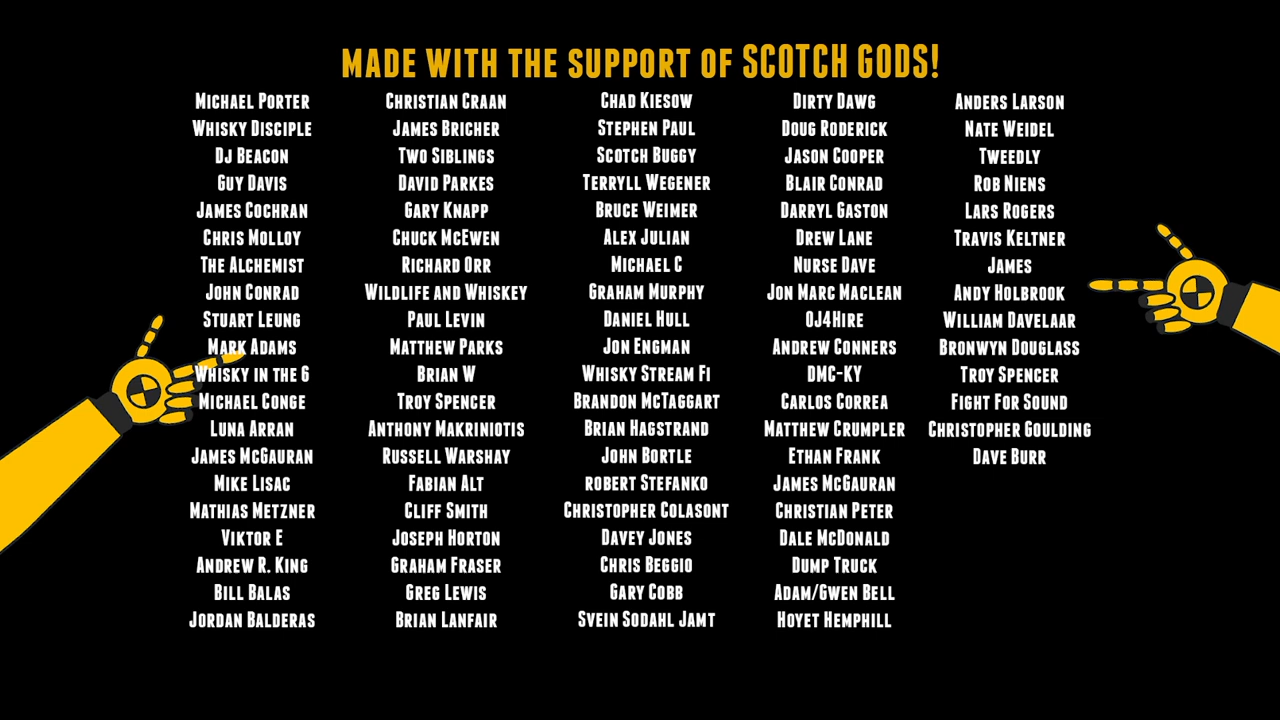 MADE WITH THE SUPPORT OF SCOTCH GODS!
MICHAEL PORTER
WHISKY DISCIPLE
DJ BEACON
GUY DAVIS
JAMES COCHRAN
CHRIS MOLLOY
THE ALCHEMIST
JOHN CONRAD
STUART LEUNG
MARK ADAMS
WHISKY IN THE 6
MICHAEL CONGE
LUNA ARRAN
JAMES MCGAURAN
MIKE LISAC
MATHIAS METZNER
VIKTOR E
ANDREW R. KING
BILL BALAS
JORDAN BALDERAS
CHRISTIAN CRAAN
JAMES BRICHER
TWO SIBLINGS
DAVID PARKES
GARY KNAPP
CHUCK MCEWEN
RICHARD ORR
WILDLIFE AND WHISKEY
PAUL LEVIN
MATTHEW PARKS
BRIAN W
TROY SPENCER
ANTHONY MAKRINIOTIS
RUSSELL WARSHAY
FABIAN ALT
CLIFF SMITH
JOSEPH HORTON
GRAHAM FRASER
GREG LEWIS
BRIAN LANFAIR
CHAD KIESOW
STEPHEN PAUL
SCOTCH BUGGY
TERRYLL WEGENER
BRUCE WEIMER
ALEX JULIAN
MICHAEL C
GRAHAM MURPHY
DANIEL HULL
JON ENGMAN
WHISKY STREAM FI
BRANDON MCTAGGART
BRIAN HAGSTRAND
JOHN BORTLE
ROBERT STEFANKO
CHRISTOPHER COLASONT
DAVEY JONES
CHRIS BEGGIO
GARY COBB
SVEIN SODAHL JAMT
DIRTY DAWG
DOUG RODERICK
JASON COOPER
BLAIR CONRAD
DARRYL GASTON
DREW LANE
NURSE DAVE
JON MARC MACLEAN
OJ4HIRE
ANDREW CONNERS
DMC-KY
CARLOS CORREA
MATTHEW CRUMPLER
ETHAN FRANK
JAMES MCGAURAN
CHRISTIAN PETER
DALE MCDONALD
DUMP TRUCK
ADAM/GWEN BELL
HOYET HEMPHILL
ANDERS LARSON
NATE WEIDEL
TWEEDLY
ROB NIENS
LARS ROGERS
TRAVIS KELTNER
JAMES
ANDY HOLBROOK
WILLIAM DAVELAAR
BRONWYN DOUGLASS
TROY SPENCER
FIGHT FOR SOUND
CHRISTOPHER GOULDING
DAVE BURR